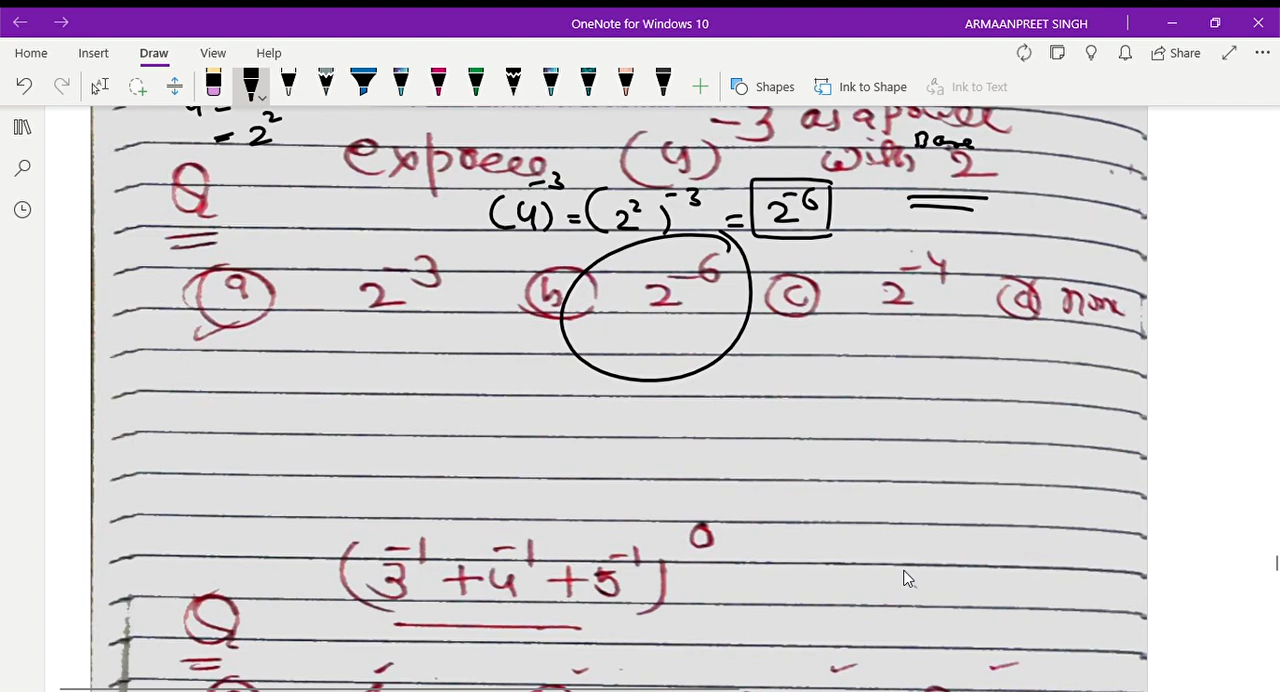 OneNote for Windows 10
ARMAANPREET SINGH
Home Insert Draw View Help
Share
Shapes Ink to Shape Ink to Text
= 2²
Q express (4)⁻³ as a power with Base 2
(4)⁻³ = (2²)⁻³ = 2⁻⁶
(a) 2⁻³ (b) 2⁻⁶ (c) 2⁻⁴ (d) none
Q (3⁻¹ + 4⁻¹ + 5⁻¹)⁰